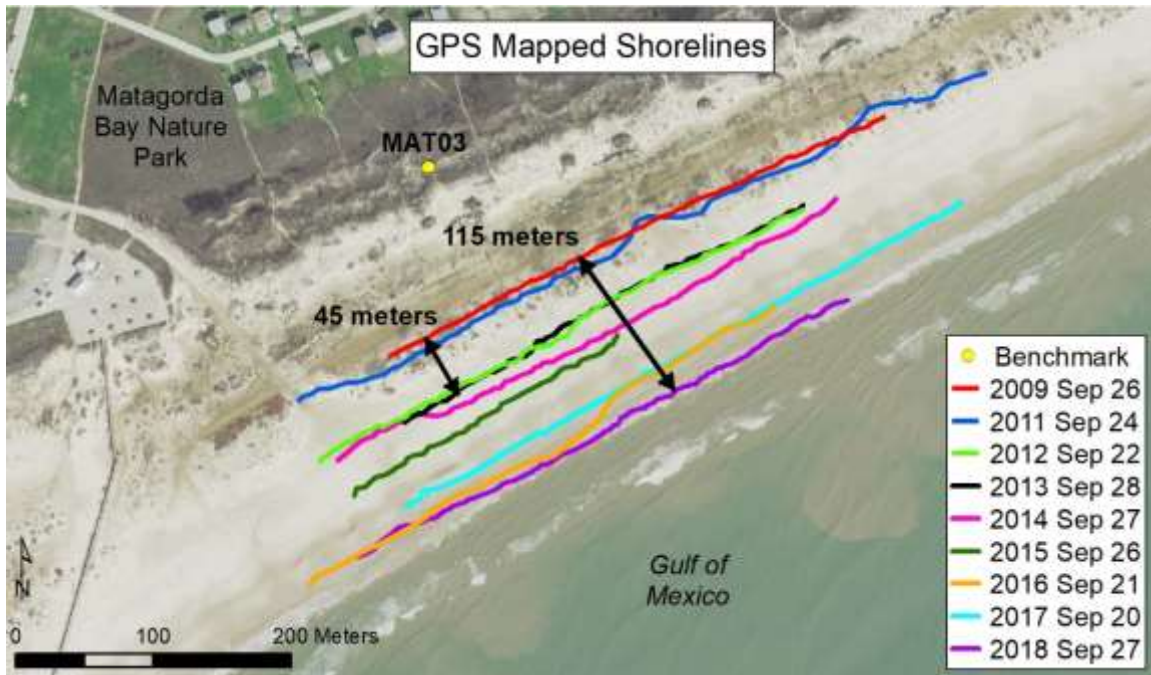 GPS Mapped Shorelines
Matagorda
Bay Nature
Park
MAT03
115 meters
45 meters
Benchmark
2009 Sep 26
2011 Sep 24
2012 Sep 22
2013 Sep 28
2014 Sep 27
2015 Sep 26
2016 Sep 21
2017 Sep 20
2018 Sep 27
Gulf of
Mexico
N
0 100 200 Meters